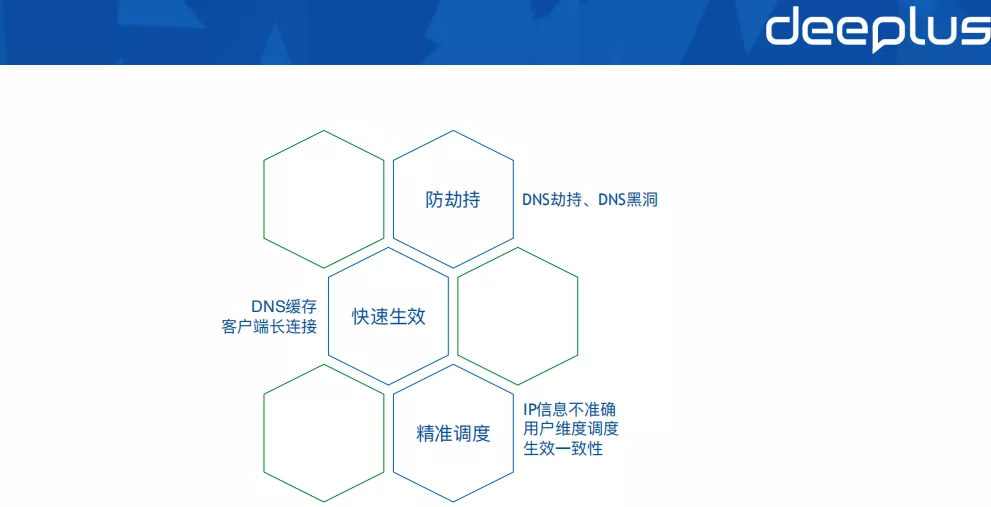 deeplus
防劫持
DNS劫持、DNS黑洞
DNS缓存
客户端长连接
快速生效
精准调度
IP信息不准确
用户维度调度
生效一致性